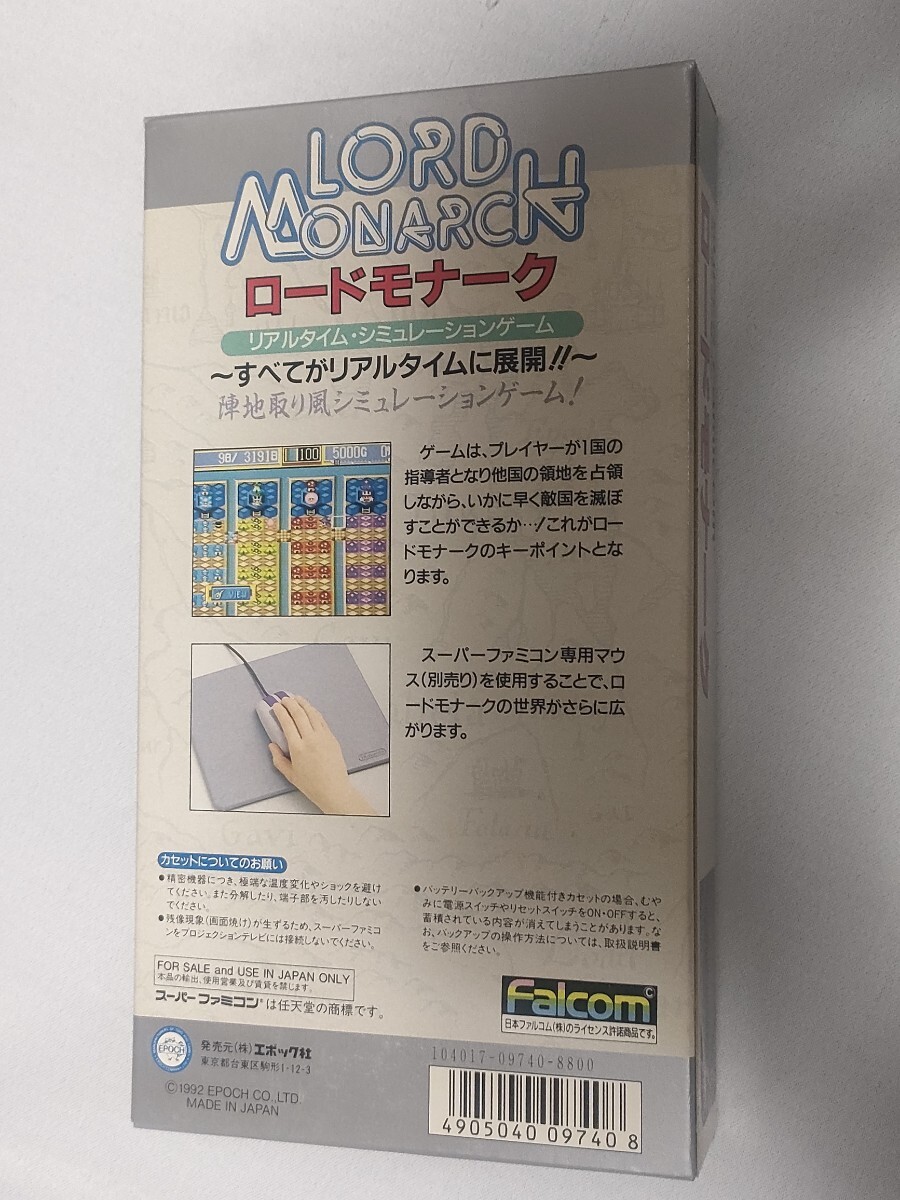 LORD
MONARCH
ロードモナーク
リアルタイム・シミュレーションゲーム
～すべてがリアルタイムに展開!!～
陣地取り風シミュレーションゲーム!
9B/ 3191B 100 5000G
VIEW
ゲームは、プレイヤーが1国の
指導者となり他国の領地を占領
しながら、いかに早く敵国を滅ぼ
すことができるか…!これがロー
ドモナークのキーポイントとな
ります。
スーパーファミコン専用マウ
ス(別売り)を使用することで、ロ
ードモナークの世界がさらに広
がります。
カセットについてのお願い
●精密機器につき、極端な温度変化やショックを避け
てください。また分解したり、端子部を汚したりしない
でください。
●残像現象(画面焼け)が生ずるため、スーパーファミコ
ンをプロジェクションテレビには接続しないでください。
●バッテリーバックアップ機能付きカセットの場合、むや
みに電源スイッチやリセットスイッチをON・OFFすると、
蓄積されている内容が消えてしまうことがあります。な
お、バックアップの操作方法については、取扱説明書
をご参照ください。
FOR SALE and USE IN JAPAN ONLY
本品の輸出、使用営業及び賃貸を禁じます。
スーパーファミコン®は任天堂の商標です。
Falcom
日本ファルコム(株)のライセンス許諾商品です。
EPOCH
発売元(株)エポック社
東京都台東区駒形1-12-3
©1992 EPOCH CO.,LTD.
MADE IN JAPAN
104017-09740-8800
4905040 097408